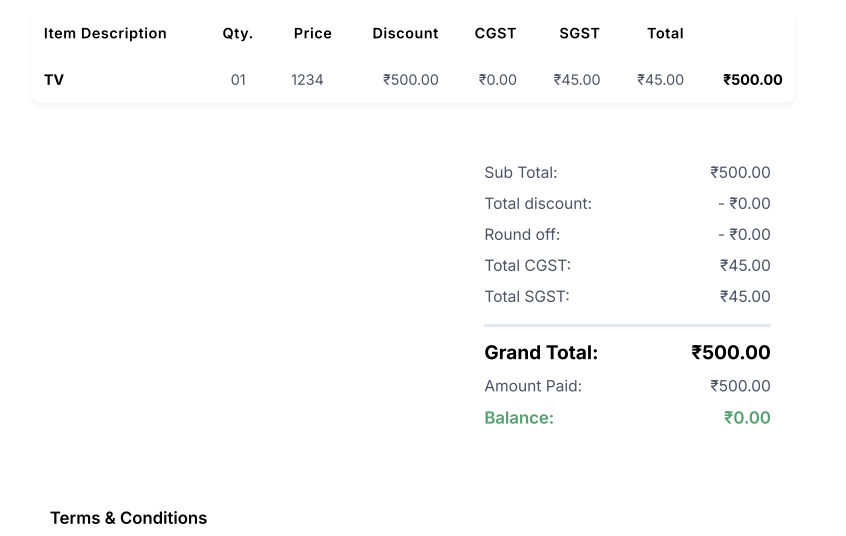 Item Description Qty. Price Discount CGST SGST Total
TV 01 1234 ₹500.00 ₹0.00 ₹45.00 ₹45.00 ₹500.00
Sub Total: ₹500.00
Total discount: - ₹0.00
Round off: - ₹0.00
Total CGST: ₹45.00
Total SGST: ₹45.00
Grand Total: ₹500.00
Amount Paid: ₹500.00
Balance: ₹0.00
Terms & Conditions